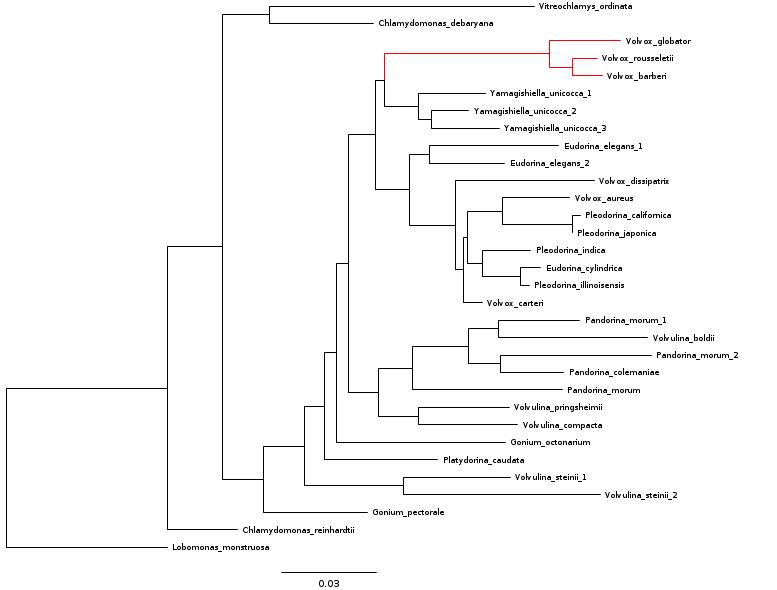 Vitreochlamys_ordinata
Chlamydomonas_debaryana
Volvox_globator
Volvox_rousseletii
Volvox_barberi
Yamagishiella_unicocca_1
Yamagishiella_unicocca_2
Yamagishiella_unicocca_3
Eudorina_elegans_1
Eudorina_elegans_2
Volvox_dissipatrix
Volvox_aureus
Pleodorina_californica
Pleodorina_japonica
Pleodorina_indica
Eudorina_cylindrica
Pleodorina_illinoisensis
Volvox_carteri
Pandorina_morum_1
Volvulina_boldii
Pandorina_morum_2
Pandorina_colemaniae
Pandorina_morum
Volvulina_pringsheimii
Volvulina_compacta
Gonium_octonarium
Platydorina_caudata
Volvulina_steinii_1
Volvulina_steinii_2
Gonium_pectorale
Chlamydomonas_reinhardtii
Lobomonas_monstruosa
0.03